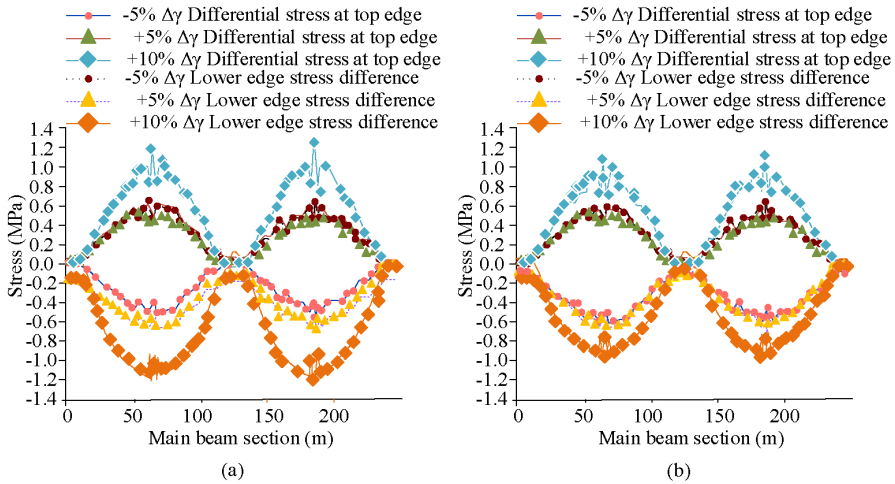 -5% Δγ Differential stress at top edge
+5% Δγ Differential stress at top edge
+10% Δγ Differential stress at top edge
-5% Δγ Lower edge stress difference
+5% Δγ Lower edge stress difference
+10% Δγ Lower edge stress difference
1.4
1.2
1.0
0.8
0.6
0.4
0.2
0.0
-0.2
-0.4
-0.6
-0.8
-1.0
-1.2
-1.4
Stress (MPa)
0 50 100 150 200
Main beam section (m)
(a)
-5% Δγ Differential stress at top edge
+5% Δγ Differential stress at top edge
+10% Δγ Differential stress at top edge
-5% Δγ Lower edge stress difference
+5% Δγ Lower edge stress difference
+10% Δγ Lower edge stress difference
1.4
1.2
1.0
0.8
0.6
0.4
0.2
0.0
-0.2
-0.4
-0.6
-0.8
-1.0
-1.2
-1.4
Stress (MPa)
0 50 100 150 200
Main beam section (m)
(b)